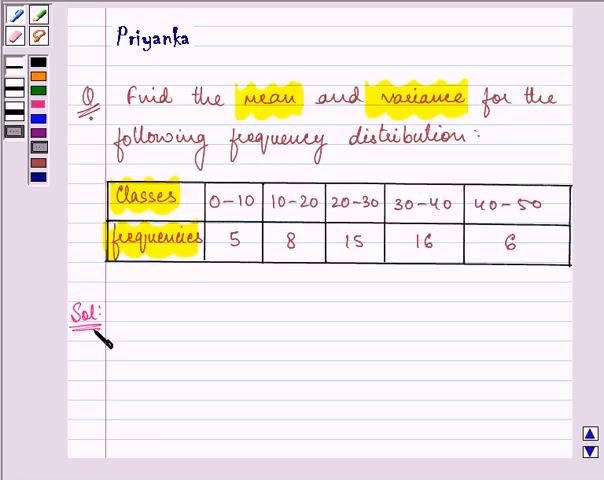 Priyanka
Q. Find the mean and variance for the
following frequency distribution:
Classes 0-10 10-20 20-30 30-40 40-50
frequencies 5 8 15 16 6
Sol: